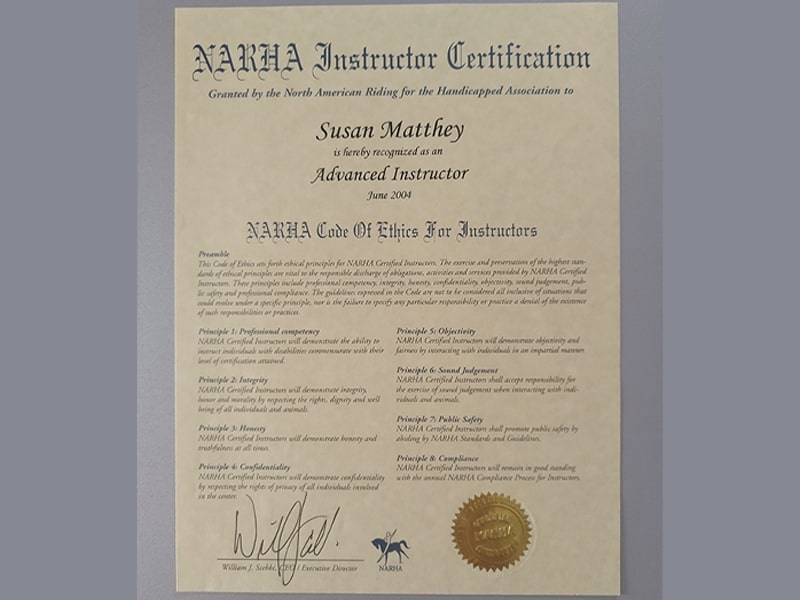 NARHA Instructor Certification
Granted by the North American Riding for the Handicapped Association to
Susan Matthey
is hereby recognized as an
Advanced Instructor
June 2004
NARHA Code Of Ethics For Instructors
Preamble
This Code of Ethics sets forth ethical principles for NARHA Certified Instructors. The exercise and preservation of the highest stan-
dards of ethical principles are vital to the responsible discharge of obligations, activities and services provided by NARHA Certified
Instructors. These principles include professional competency, integrity, honesty, confidentiality, objectivity, sound judgement, pub-
lic safety and professional compliance. The guidelines expressed in the Code are not to be considered all inclusive of situations that
could evolve under a specific principle, nor is the failure to specify any particular responsibility or practice a denial of the existence
of such responsibilities or practices.
Principle 1: Professional competency
NARHA Certified Instructors will demonstrate the ability to
instruct individuals with disabilities commensurate with their
level of certification attained.
Principle 2: Integrity
NARHA Certified Instructors will demonstrate integrity,
honor and morality by respecting the rights, dignity and well
being of all individuals and animals.
Principle 3: Honesty
NARHA Certified Instructors will demonstrate honesty and
truthfulness at all times.
Principle 4: Confidentiality
NARHA Certified Instructors will demonstrate confidentiality
by respecting the rights of privacy of all individuals involved
in the center.
Principle 5: Objectivity
NARHA Certified Instructors will demonstrate objectivity and
fairness by interacting with individuals in an impartial manner.
Principle 6: Sound Judgement
NARHA Certified Instructors shall accept responsibility for
the exercise of sound judgement when interacting with indi-
viduals and animals.
Principle 7: Public Safety
NARHA Certified Instructors shall promote public safety by
abiding by NARHA Standards and Guidelines.
Principle 8: Compliance
NARHA Certified Instructors will remain in good standing
with the annual NARHA Compliance Process for Instructors.
William J. CEO / Executive Director
NARHA